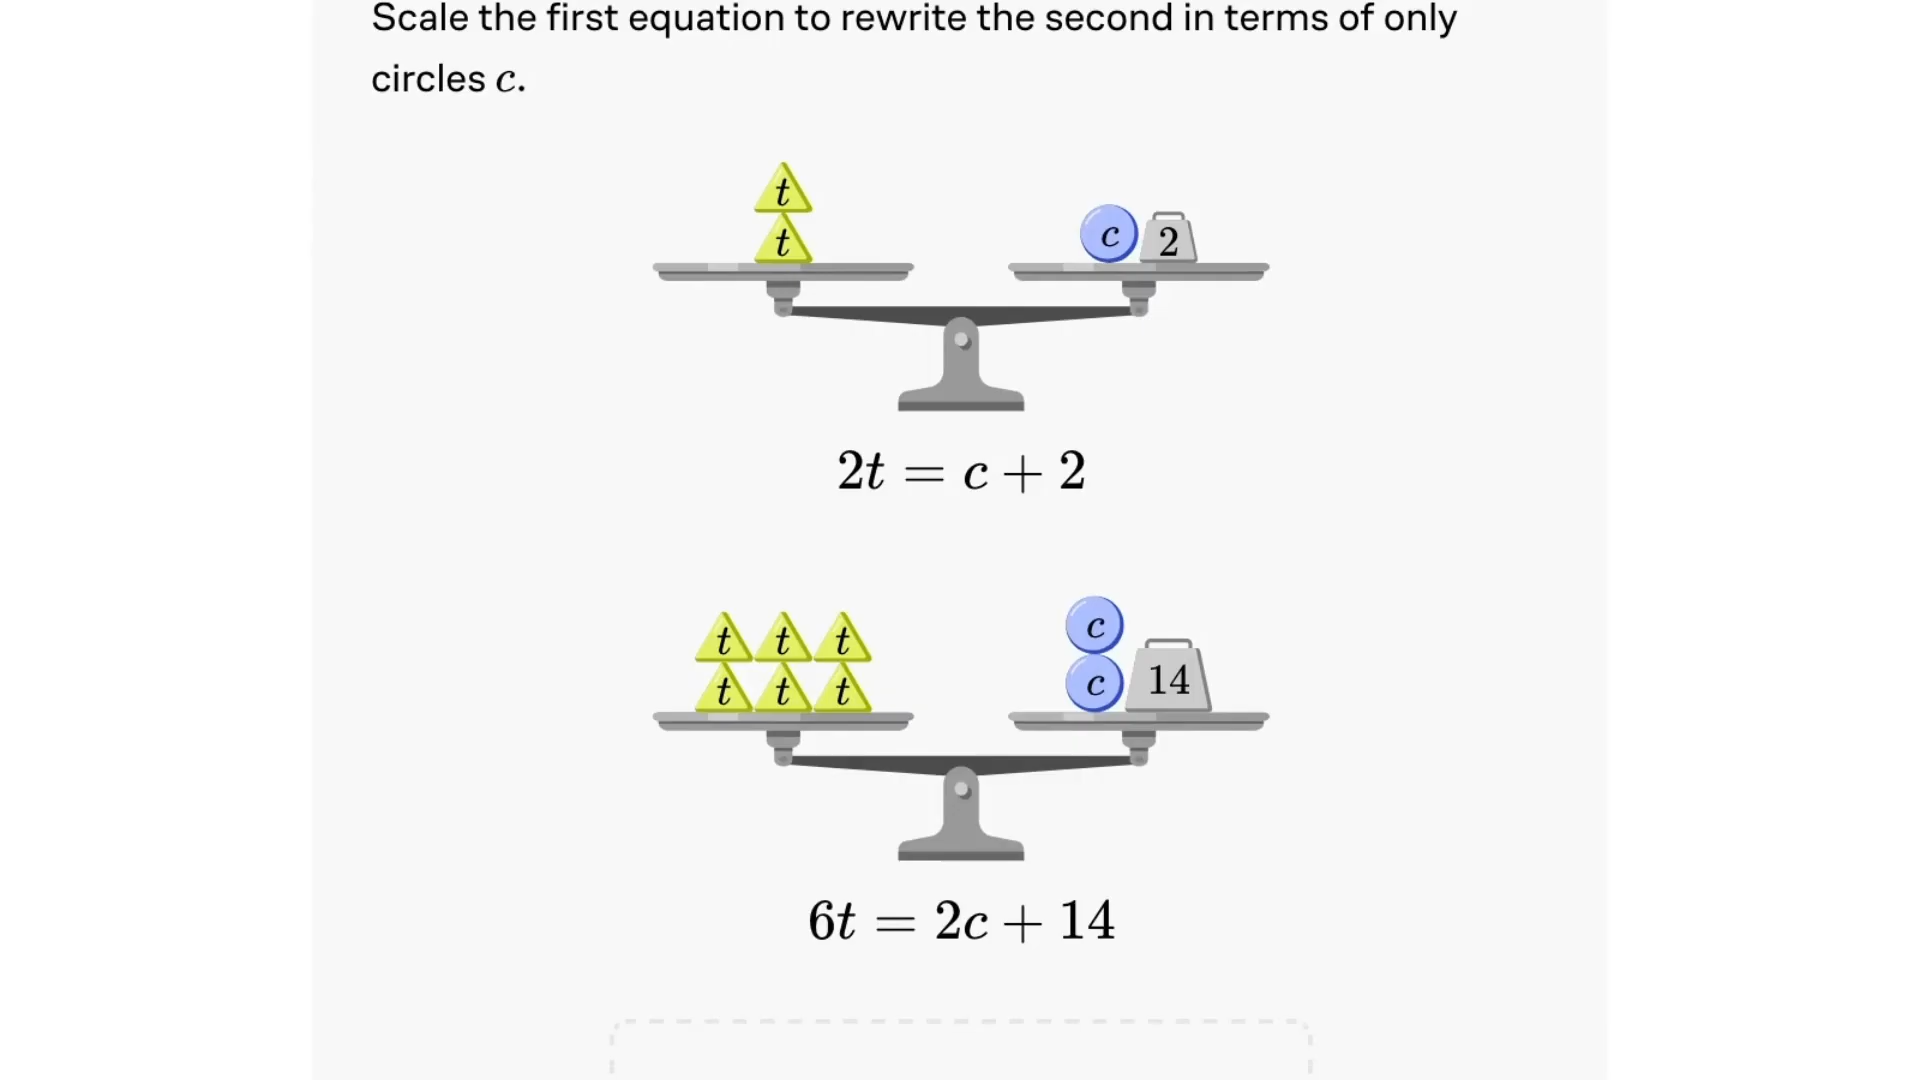 Scale the first equation to rewrite the second in terms of only
circles c.
t
t
c 2
2t = c + 2
t t t
t t t
c
c 14
6t = 2c + 14